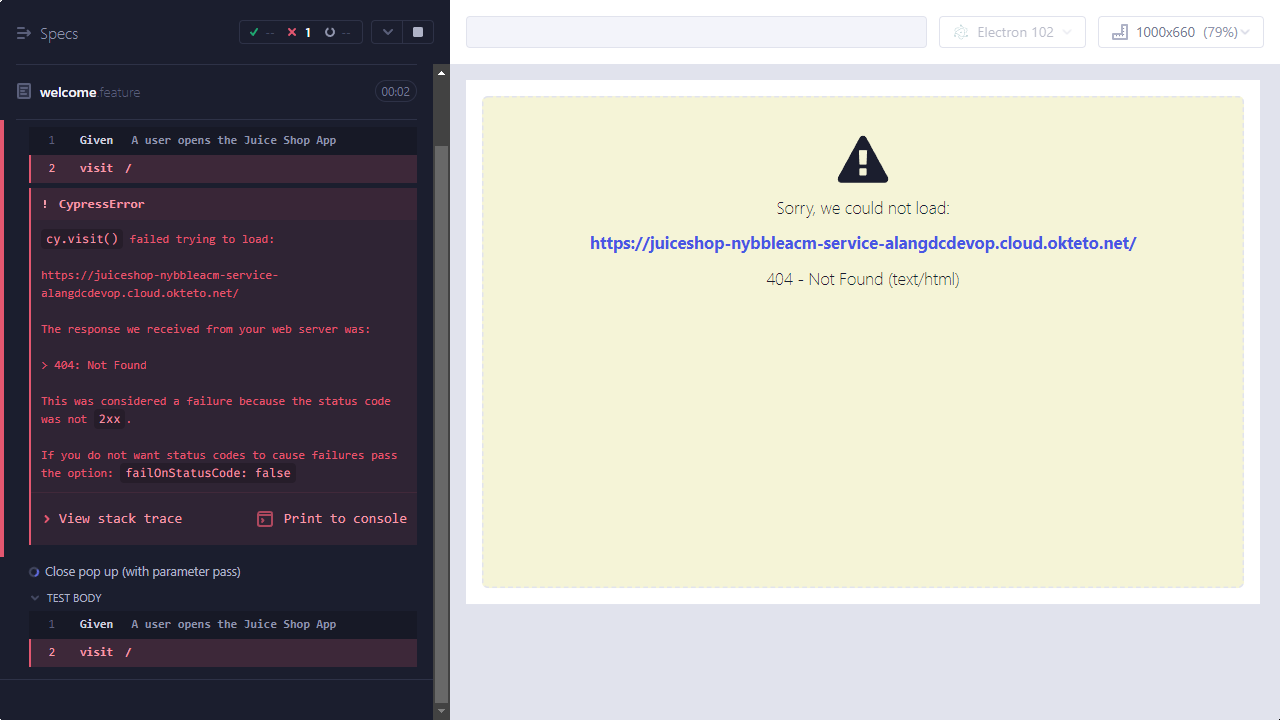 Specs
-- 1 --
welcome.feature
00:02
1 Given A user opens the Juice Shop App
2 visit /
! CypressError
cy.visit() failed trying to load:
https://juiceshop-nybbleacm-service-
alangdcdevop.cloud.okteto.net/
The response we received from your web server was:
> 404: Not Found
This was considered a failure because the status code
was not 2xx.
If you do not want status codes to cause failures pass
the option: failOnStatusCode: false
View stack trace
Print to console
Close pop up (with parameter pass)
TEST BODY
1 Given A user opens the Juice Shop App
2 visit /
Electron 102
1000x660 (79%)
Sorry, we could not load:
https://juiceshop-nybbleacm-service-alangdcdevop.cloud.okteto.net/
404 - Not Found (text/html)